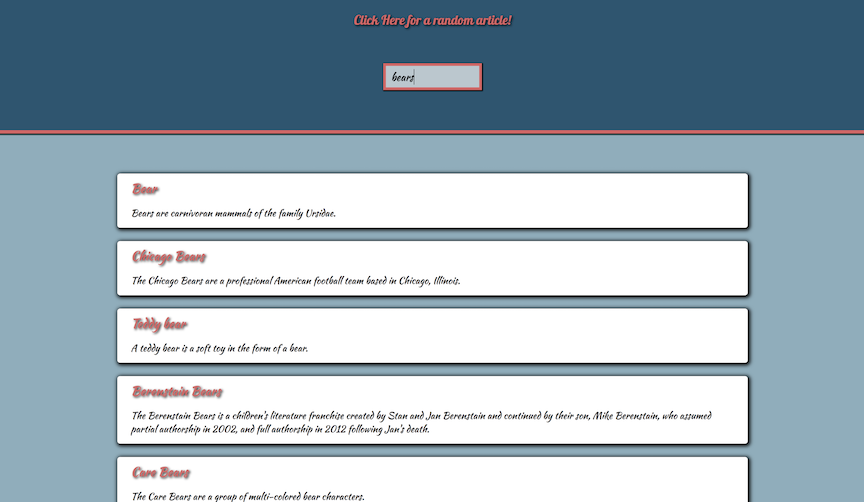 Click Here for a random article!
bears
Bear
Bears are carnivoran mammals of the family Ursidae.
Chicago Bears
The Chicago Bears are a professional American football team based in Chicago, Illinois.
Teddy bear
A teddy bear is a soft toy in the form of a bear.
Berenstain Bears
The Berenstain Bears is a children's literature franchise created by Stan and Jan Berenstain and continued by their son, Mike Berenstain, who assumed
partial authorship in 2002, and full authorship in 2012 following Jan's death.
Care Bears
The Care Bears are a group of multi-colored bear characters.